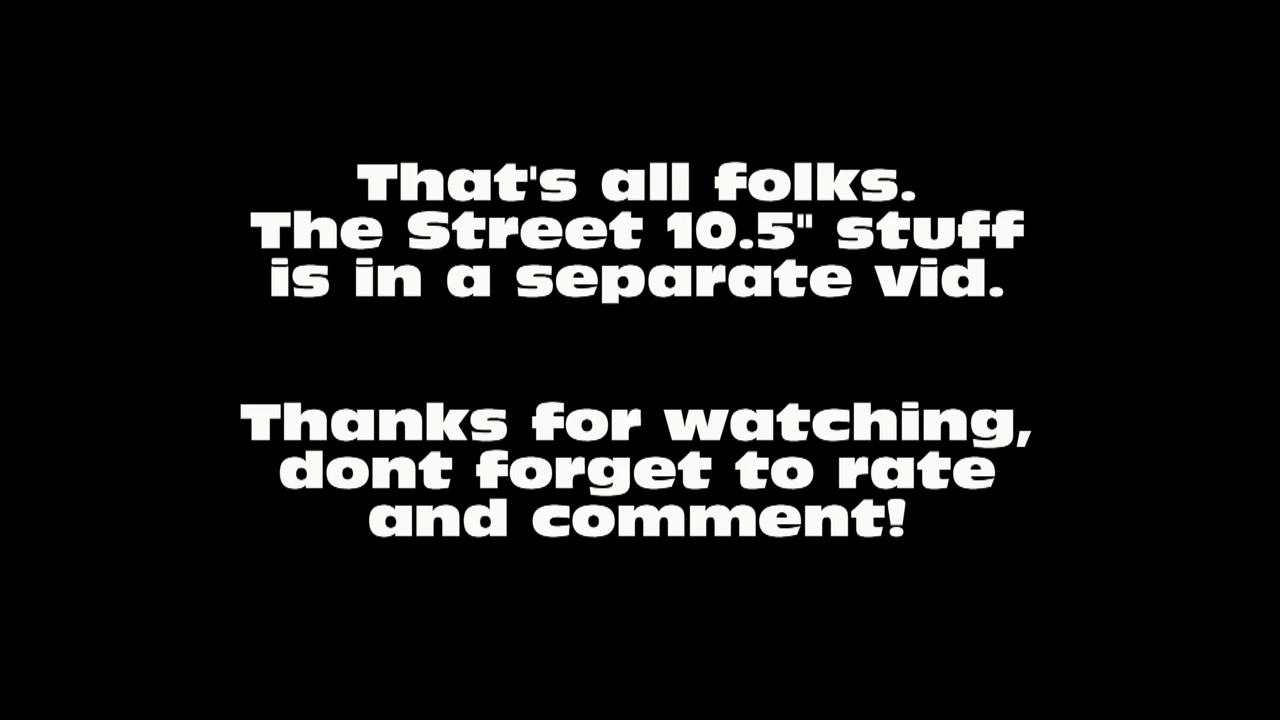 That's all folks.
The Street 10.5" stuff
is in a separate vid.
Thanks for watching,
dont forget to rate
and comment!